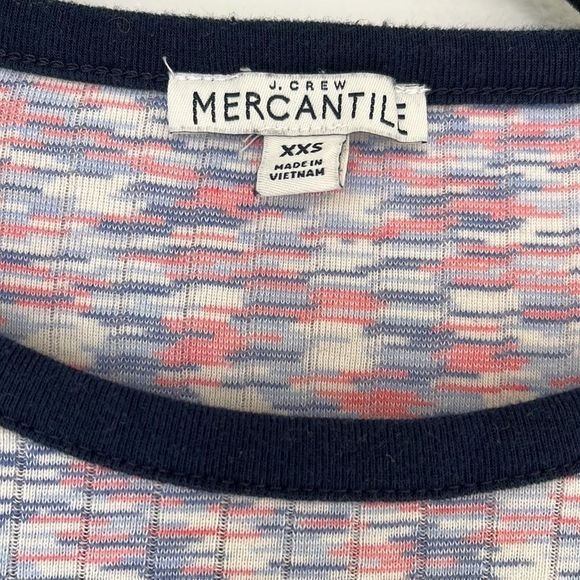 J. CREW
MERCANTILE
XXS
MADE IN
VIETNAM